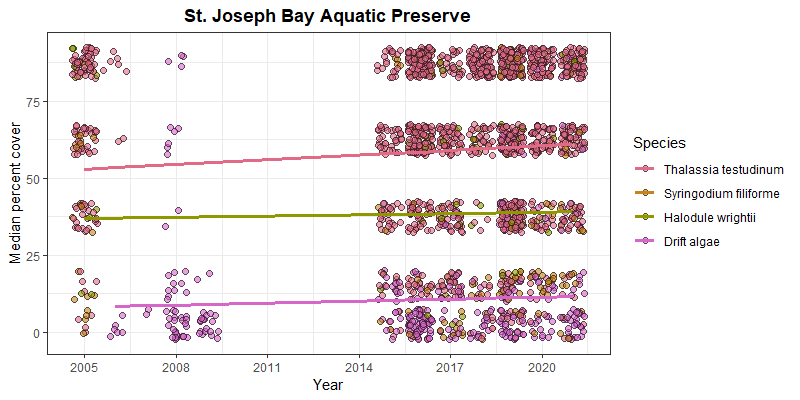 St. Joseph Bay Aquatic Preserve
Median percent cover
75
50
25
0
2005 2008 2011 2014 2017 2020
Year
Species
Thalassia testudinum
Syringodium filiforme
Halodule wrightii
Drift algae